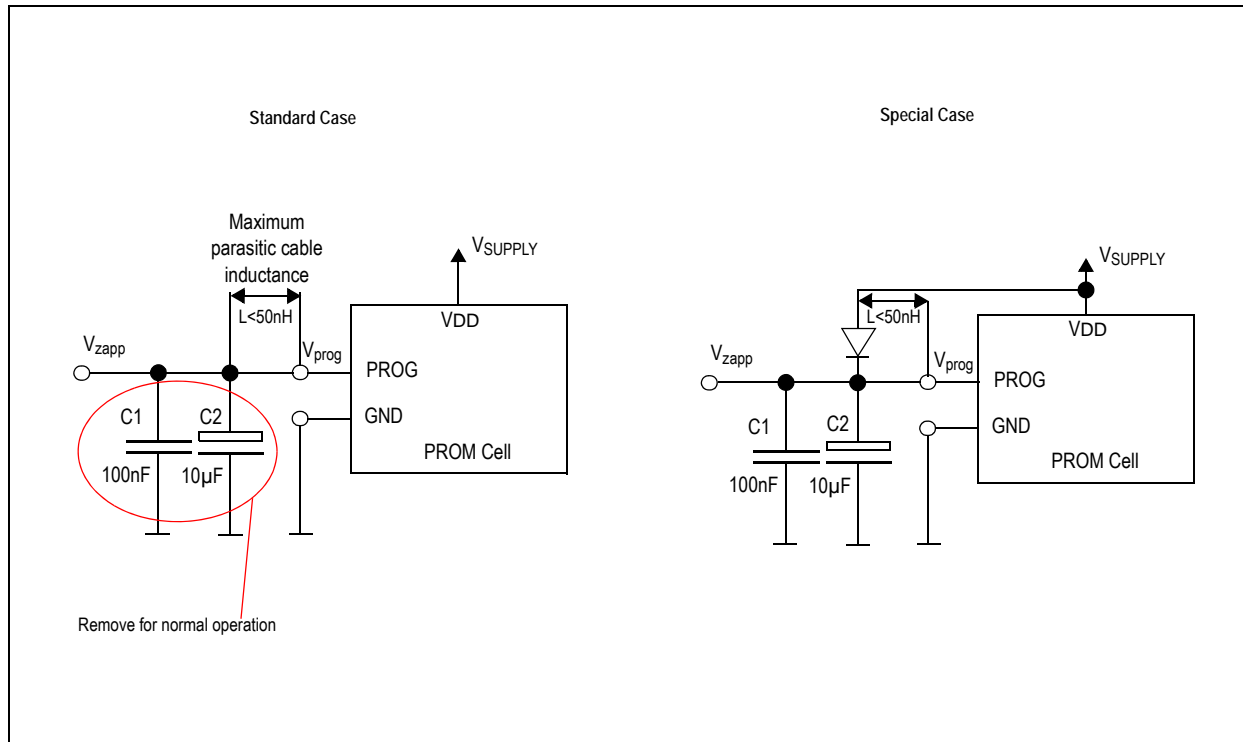 Standard Case
Maximum
parasitic cable
inductance
L<50nH
VSUPPLY
VDD
Vzapp
Vprog
PROG
GND
PROM Cell
C1
C2
100nF
10µF
Remove for normal operation
Special Case
VSUPPLY
L<50nH
VDD
Vzapp
Vprog
PROG
GND
PROM Cell
C1
C2
100nF
10µF